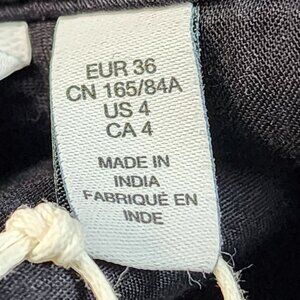 EUR 36
CN 165/84A
US 4
CA 4
MADE IN
INDIA
FABRIQUÉ EN
INDE